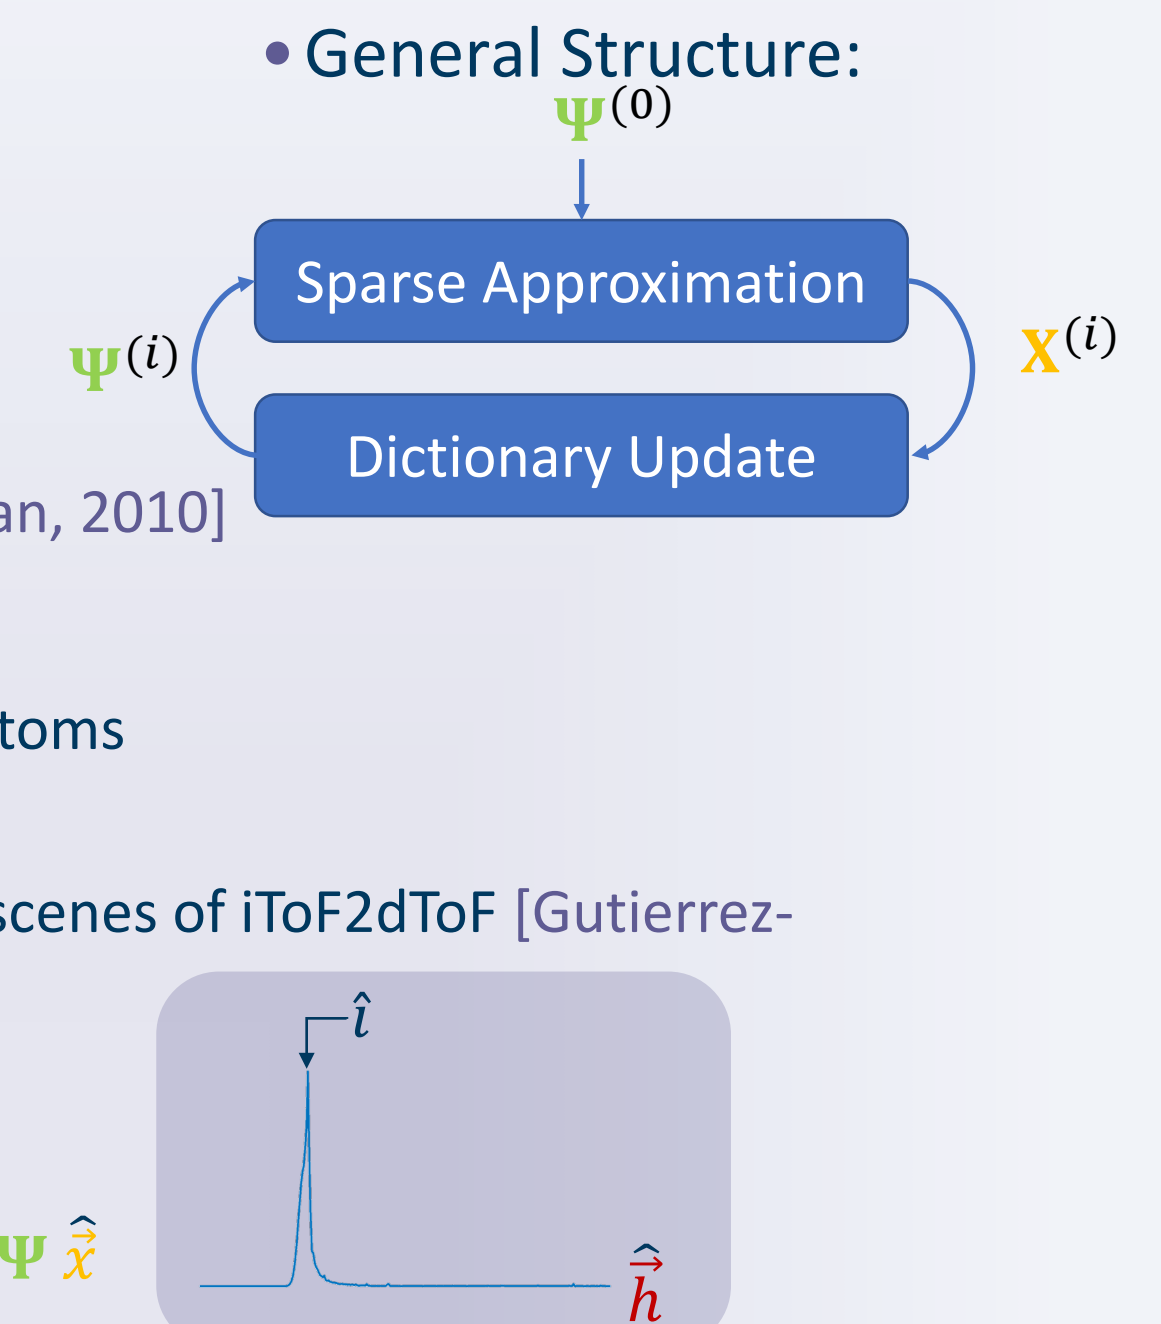 • General Structure:
Ψ⁽⁰⁾
Sparse Approximation
Ψ⁽ⁱ⁾
X⁽ⁱ⁾
Dictionary Update
an, 2010]
toms
scenes of iToF2dToF [Gutierrez-
î
Ψ x⃗̂
h⃗̂